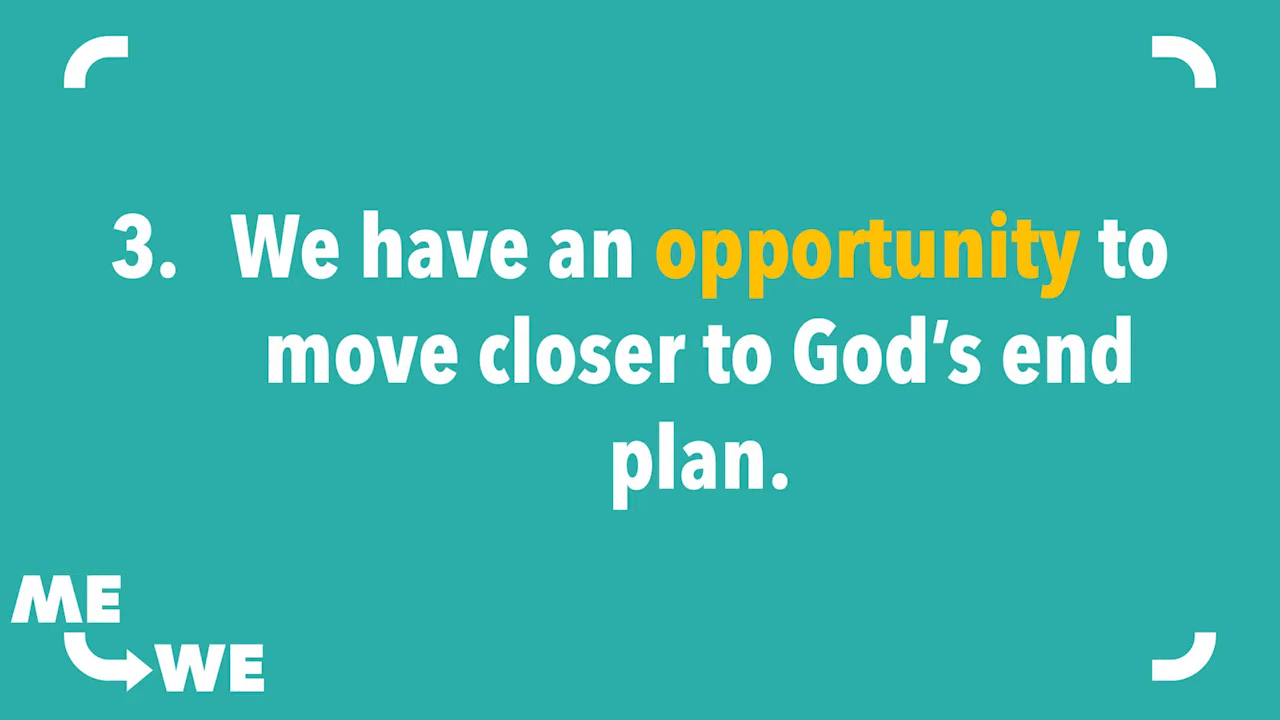 3. We have an opportunity to
move closer to God's end
plan.
ME
WE